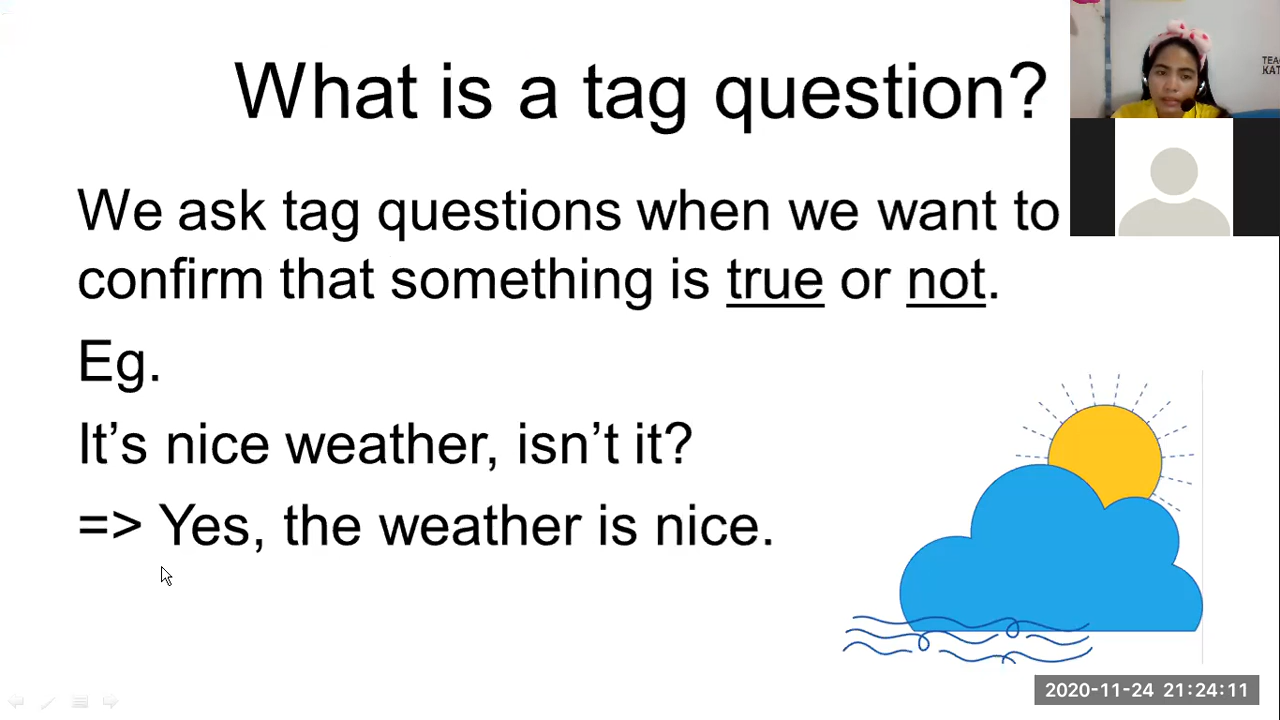 What is a tag question?
We ask tag questions when we want to
confirm that something is true or not.
Eg.
It's nice weather, isn't it?
=> Yes, the weather is nice.
2020-11-24 21:24:11